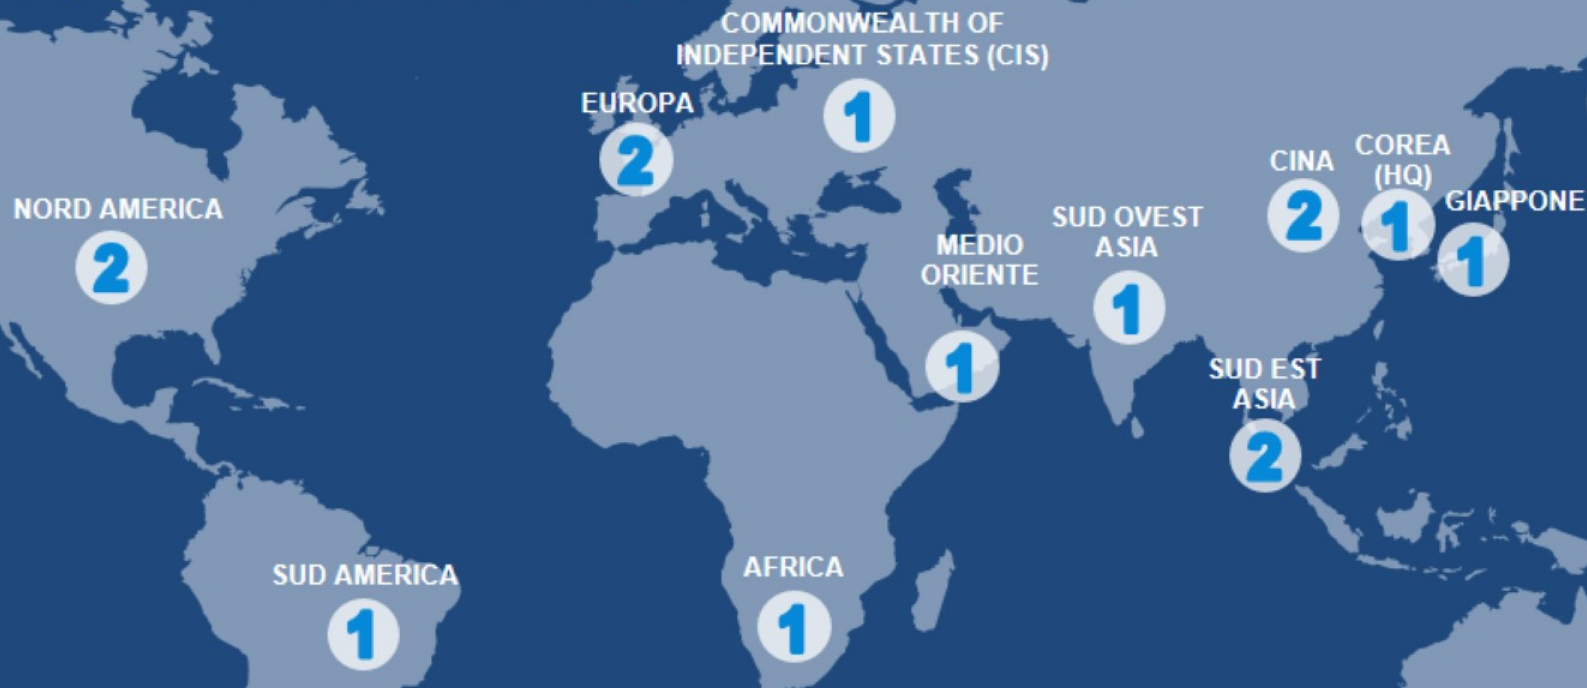 COMMONWEALTH OF
INDEPENDENT STATES (CIS)
1
EUROPA
2
NORD AMERICA
2
CINA
2
COREA
(HQ)
1
GIAPPONE
1
SUD OVEST
ASIA
1
MEDIO
ORIENTE
1
SUD EST
ASIA
2
SUD AMERICA
1
AFRICA
1